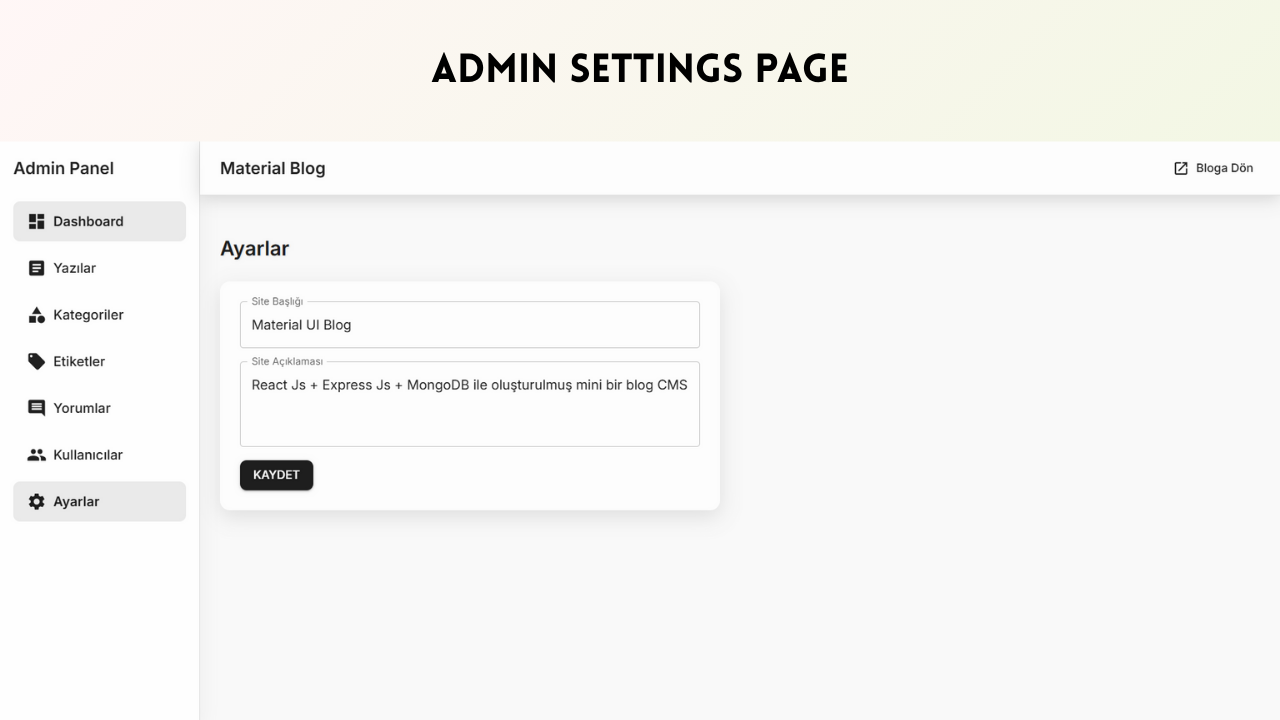 ADMIN SETTINGS PAGE
Admin Panel
Dashboard
Yazılar
Kategoriler
Etiketler
Yorumlar
Kullanıcılar
Ayarlar
Material Blog
Bloga Dön
Ayarlar
Site Başlığı
Material UI Blog
Site Açıklaması
React Js + Express Js + MongoDB ile oluşturulmuş mini bir blog CMS
KAYDET